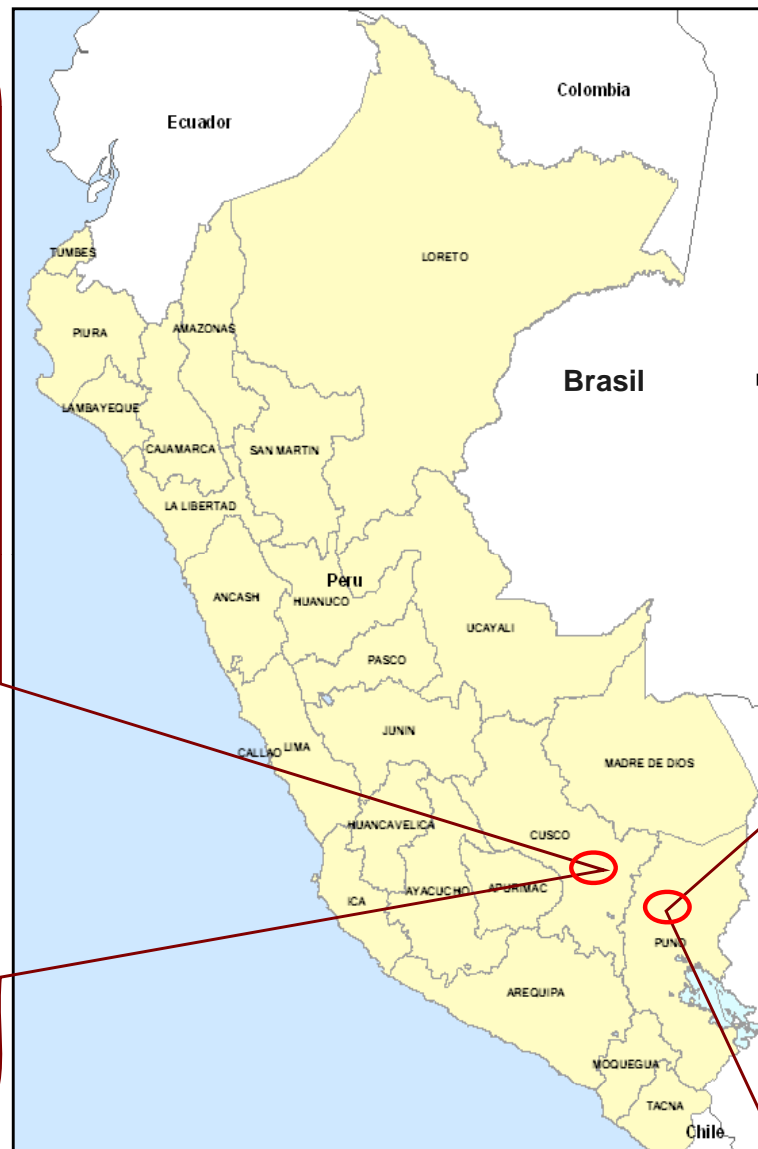 Colombia
Ecuador
TUMBES
LORETO
PIURA
AMAZONAS
Brasil
LAMBAYEQUE
CAJAMARCA
SAN MARTIN
LA LIBERTAD
Peru
ANCASH
HUANUCO
UCAYALI
PASCO
JUNIN
CALLAO
LIMA
MADRE DE DIOS
HUANCAVELICA
CUSCO
AYACUCHO
APURIMAC
ICA
PUNO
AREQUIPA
MOQUEGUA
TACNA
Chile